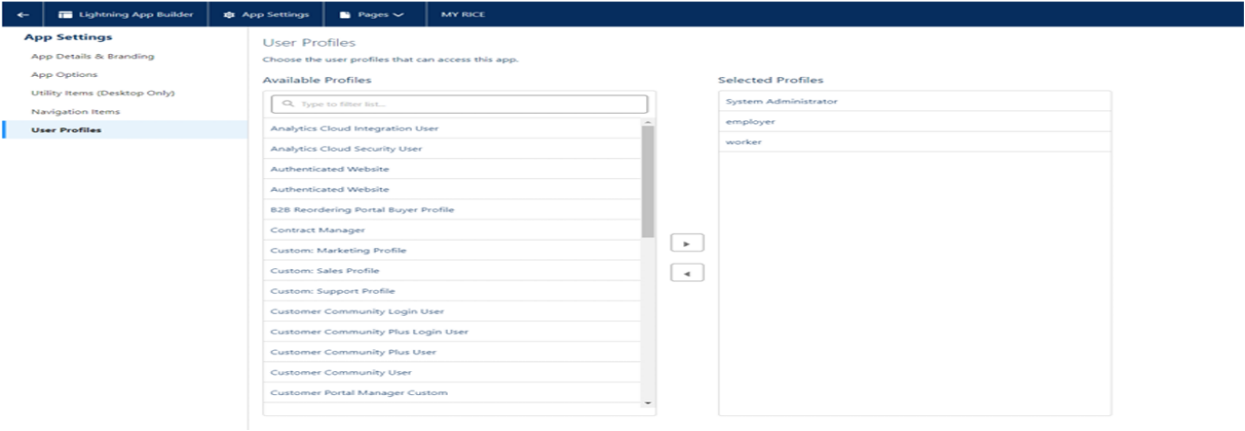 Lightning App Builder App Settings Pages MY RICE
App Settings
App Details & Branding
App Options
Utility Items (Desktop Only)
Navigation Items
User Profiles
User Profiles
Choose the user profiles that can access this app.
Available Profiles
Type to filter list...
Analytics Cloud Integration User
Analytics Cloud Security User
Authenticated Website
Authenticated Website
B2B Reordering Portal Buyer Profile
Contract Manager
Custom: Marketing Profile
Custom: Sales Profile
Custom: Support Profile
Customer Community Login User
Customer Community Plus Login User
Customer Community Plus User
Customer Community User
Customer Portal Manager Custom
Selected Profiles
System Administrator
employer
worker